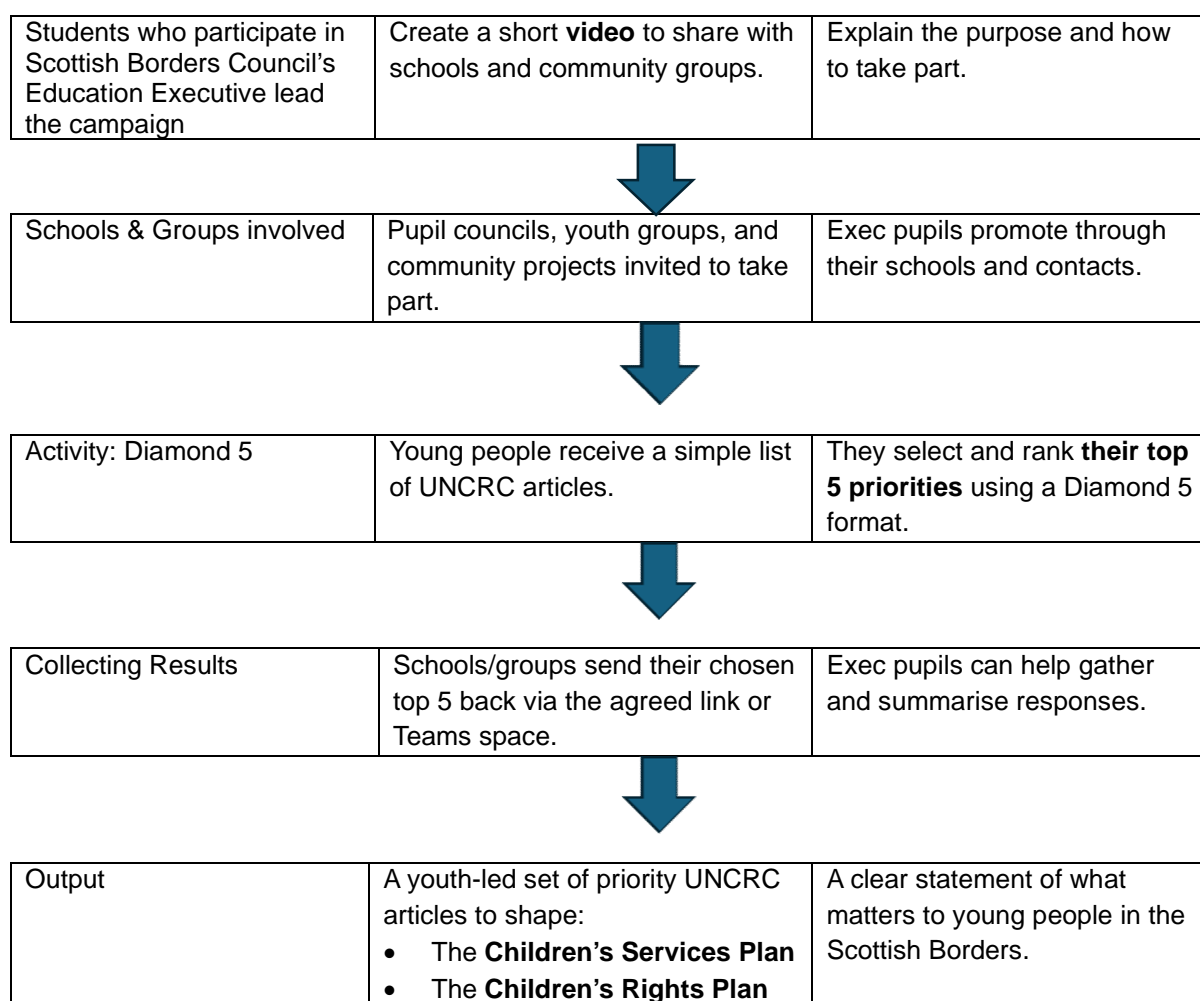 Students who participate in
Scottish Borders Council’s
Education Executive lead
the campaign
Create a short video to share with
schools and community groups.
Explain the purpose and how
to take part.
Schools & Groups involved
Pupil councils, youth groups, and
community projects invited to take
part.
Exec pupils promote through
their schools and contacts.
Activity: Diamond 5
Young people receive a simple list
of UNCRC articles.
They select and rank their top
5 priorities using a Diamond 5
format.
Collecting Results
Schools/groups send their chosen
top 5 back via the agreed link or
Teams space.
Exec pupils can help gather
and summarise responses.
Output
A youth-led set of priority UNCRC
articles to shape:
• The Children’s Services Plan
• The Children’s Rights Plan
A clear statement of what
matters to young people in the
Scottish Borders.